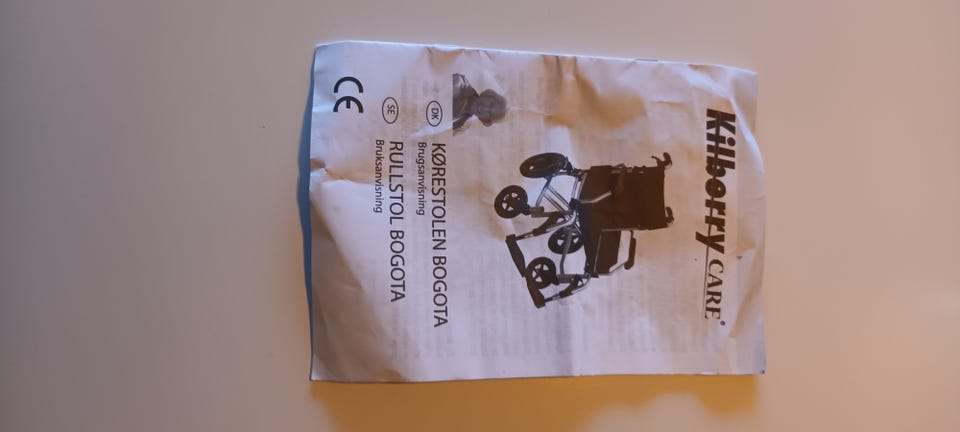 Kilberry CARE®
DK KØRESTOLEN BOGOTA
Brugsanvisning
SE RULLSTOL BOGOTA
Bruksanvisning
CE